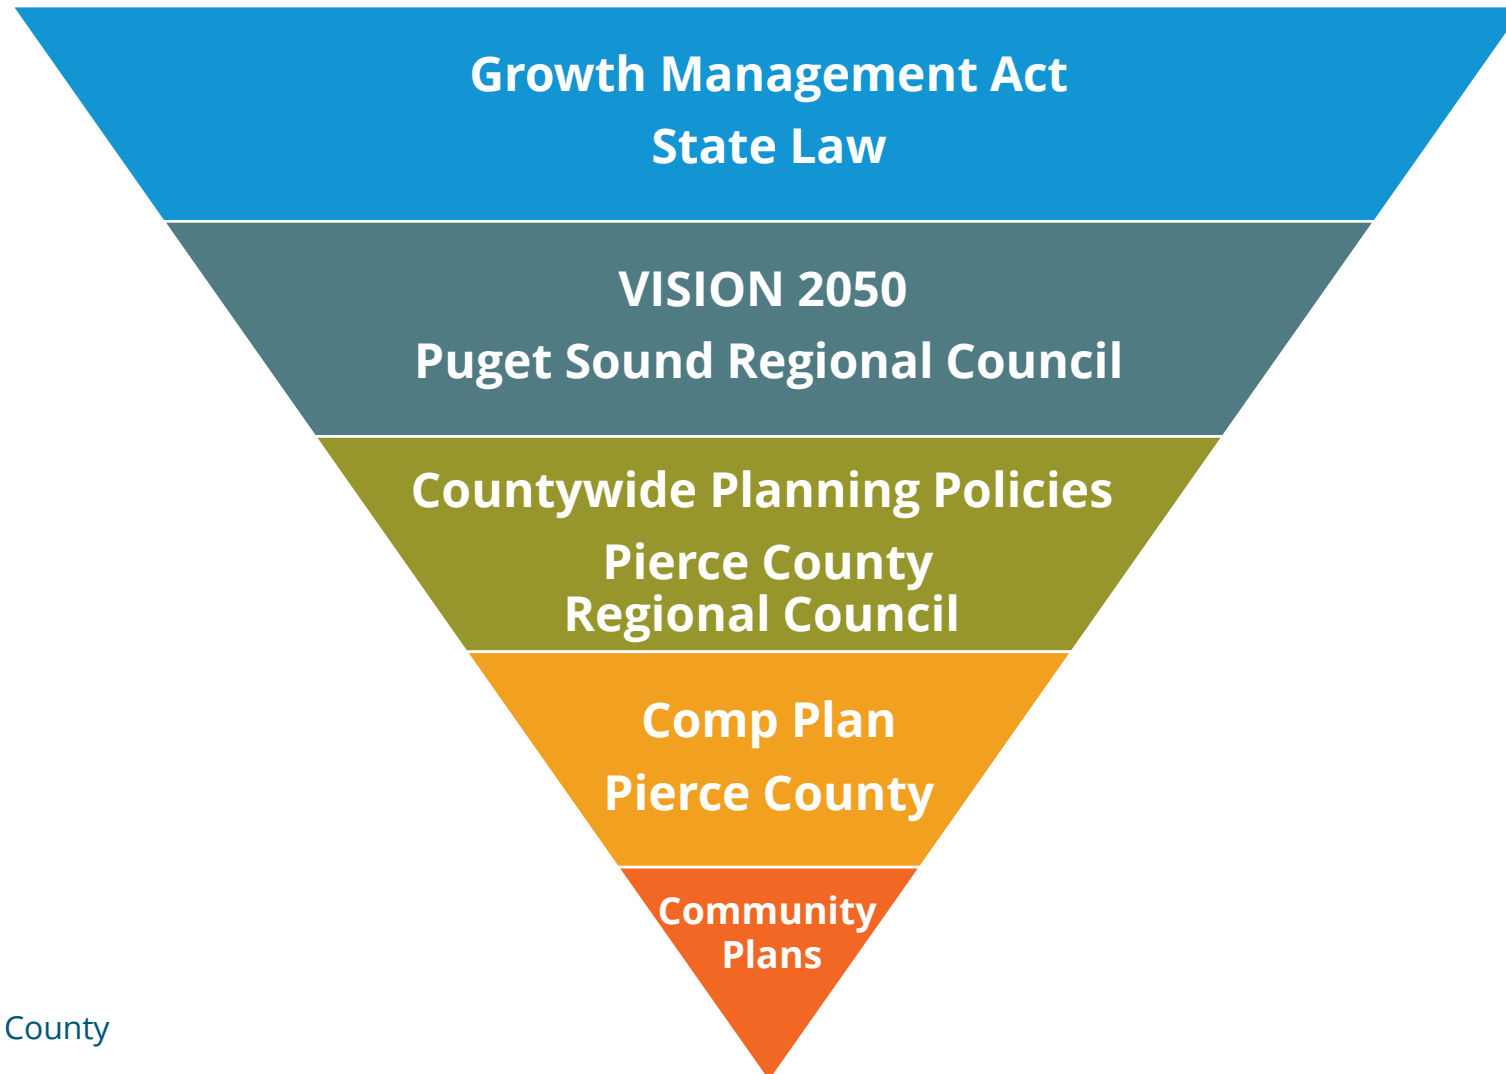 Growth Management Act
State Law
VISION 2050
Puget Sound Regional Council
Countywide Planning Policies
Pierce County
Regional Council
Comp Plan
Pierce County
Community
Plans
County